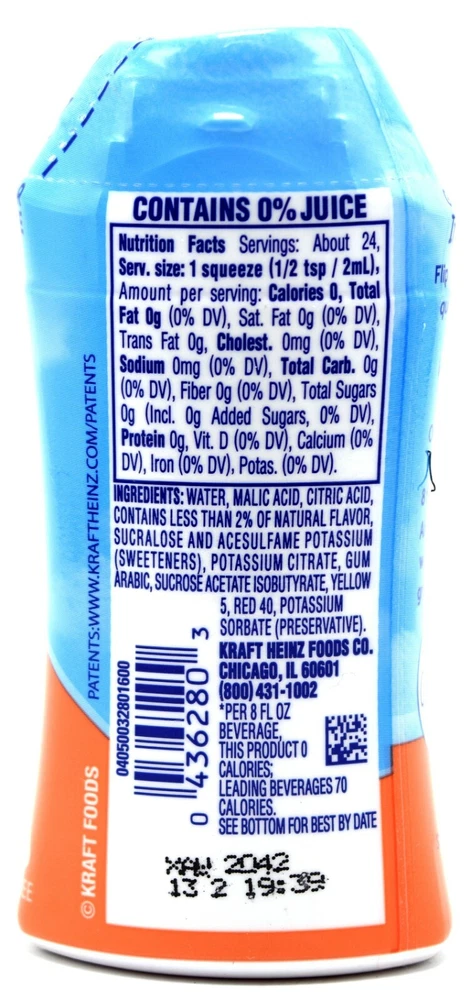 CONTAINS 0% JUICE
Nutrition Facts Servings: About 24,
Serv. size: 1 squeeze (1/2 tsp / 2mL),
Amount per serving: Calories 0, Total
Fat 0g (0% DV), Sat. Fat 0g (0% DV),
Trans Fat 0g, Cholest. 0mg (0% DV),
Sodium 0mg (0% DV), Total Carb. 0g
(0% DV), Fiber 0g (0% DV), Total Sugars
0g (Incl. 0g Added Sugars, 0% DV),
Protein 0g, Vit. D (0% DV), Calcium (0%
DV), Iron (0% DV), Potas. (0% DV).
INGREDIENTS: WATER, MALIC ACID, CITRIC ACID,
CONTAINS LESS THAN 2% OF NATURAL FLAVOR,
SUCRALOSE AND ACESULFAME POTASSIUM
(SWEETENERS), POTASSIUM CITRATE, GUM
ARABIC, SUCROSE ACETATE ISOBUTYRATE, YELLOW
5, RED 40, POTASSIUM
SORBATE (PRESERVATIVE).
KRAFT HEINZ FOODS CO.
CHICAGO, IL 60601
(800) 431-1002
*PER 8 FL OZ
BEVERAGE,
THIS PRODUCT 0
CALORIES;
LEADING BEVERAGES 70
CALORIES.
SEE BOTTOM FOR BEST BY DATE
04050032801600
0 436280 3
XAW 2042
13 2 19:39
PATENTS:WWW.KRAFTHEINZ.COM/PATENTS
© KRAFT FOODS